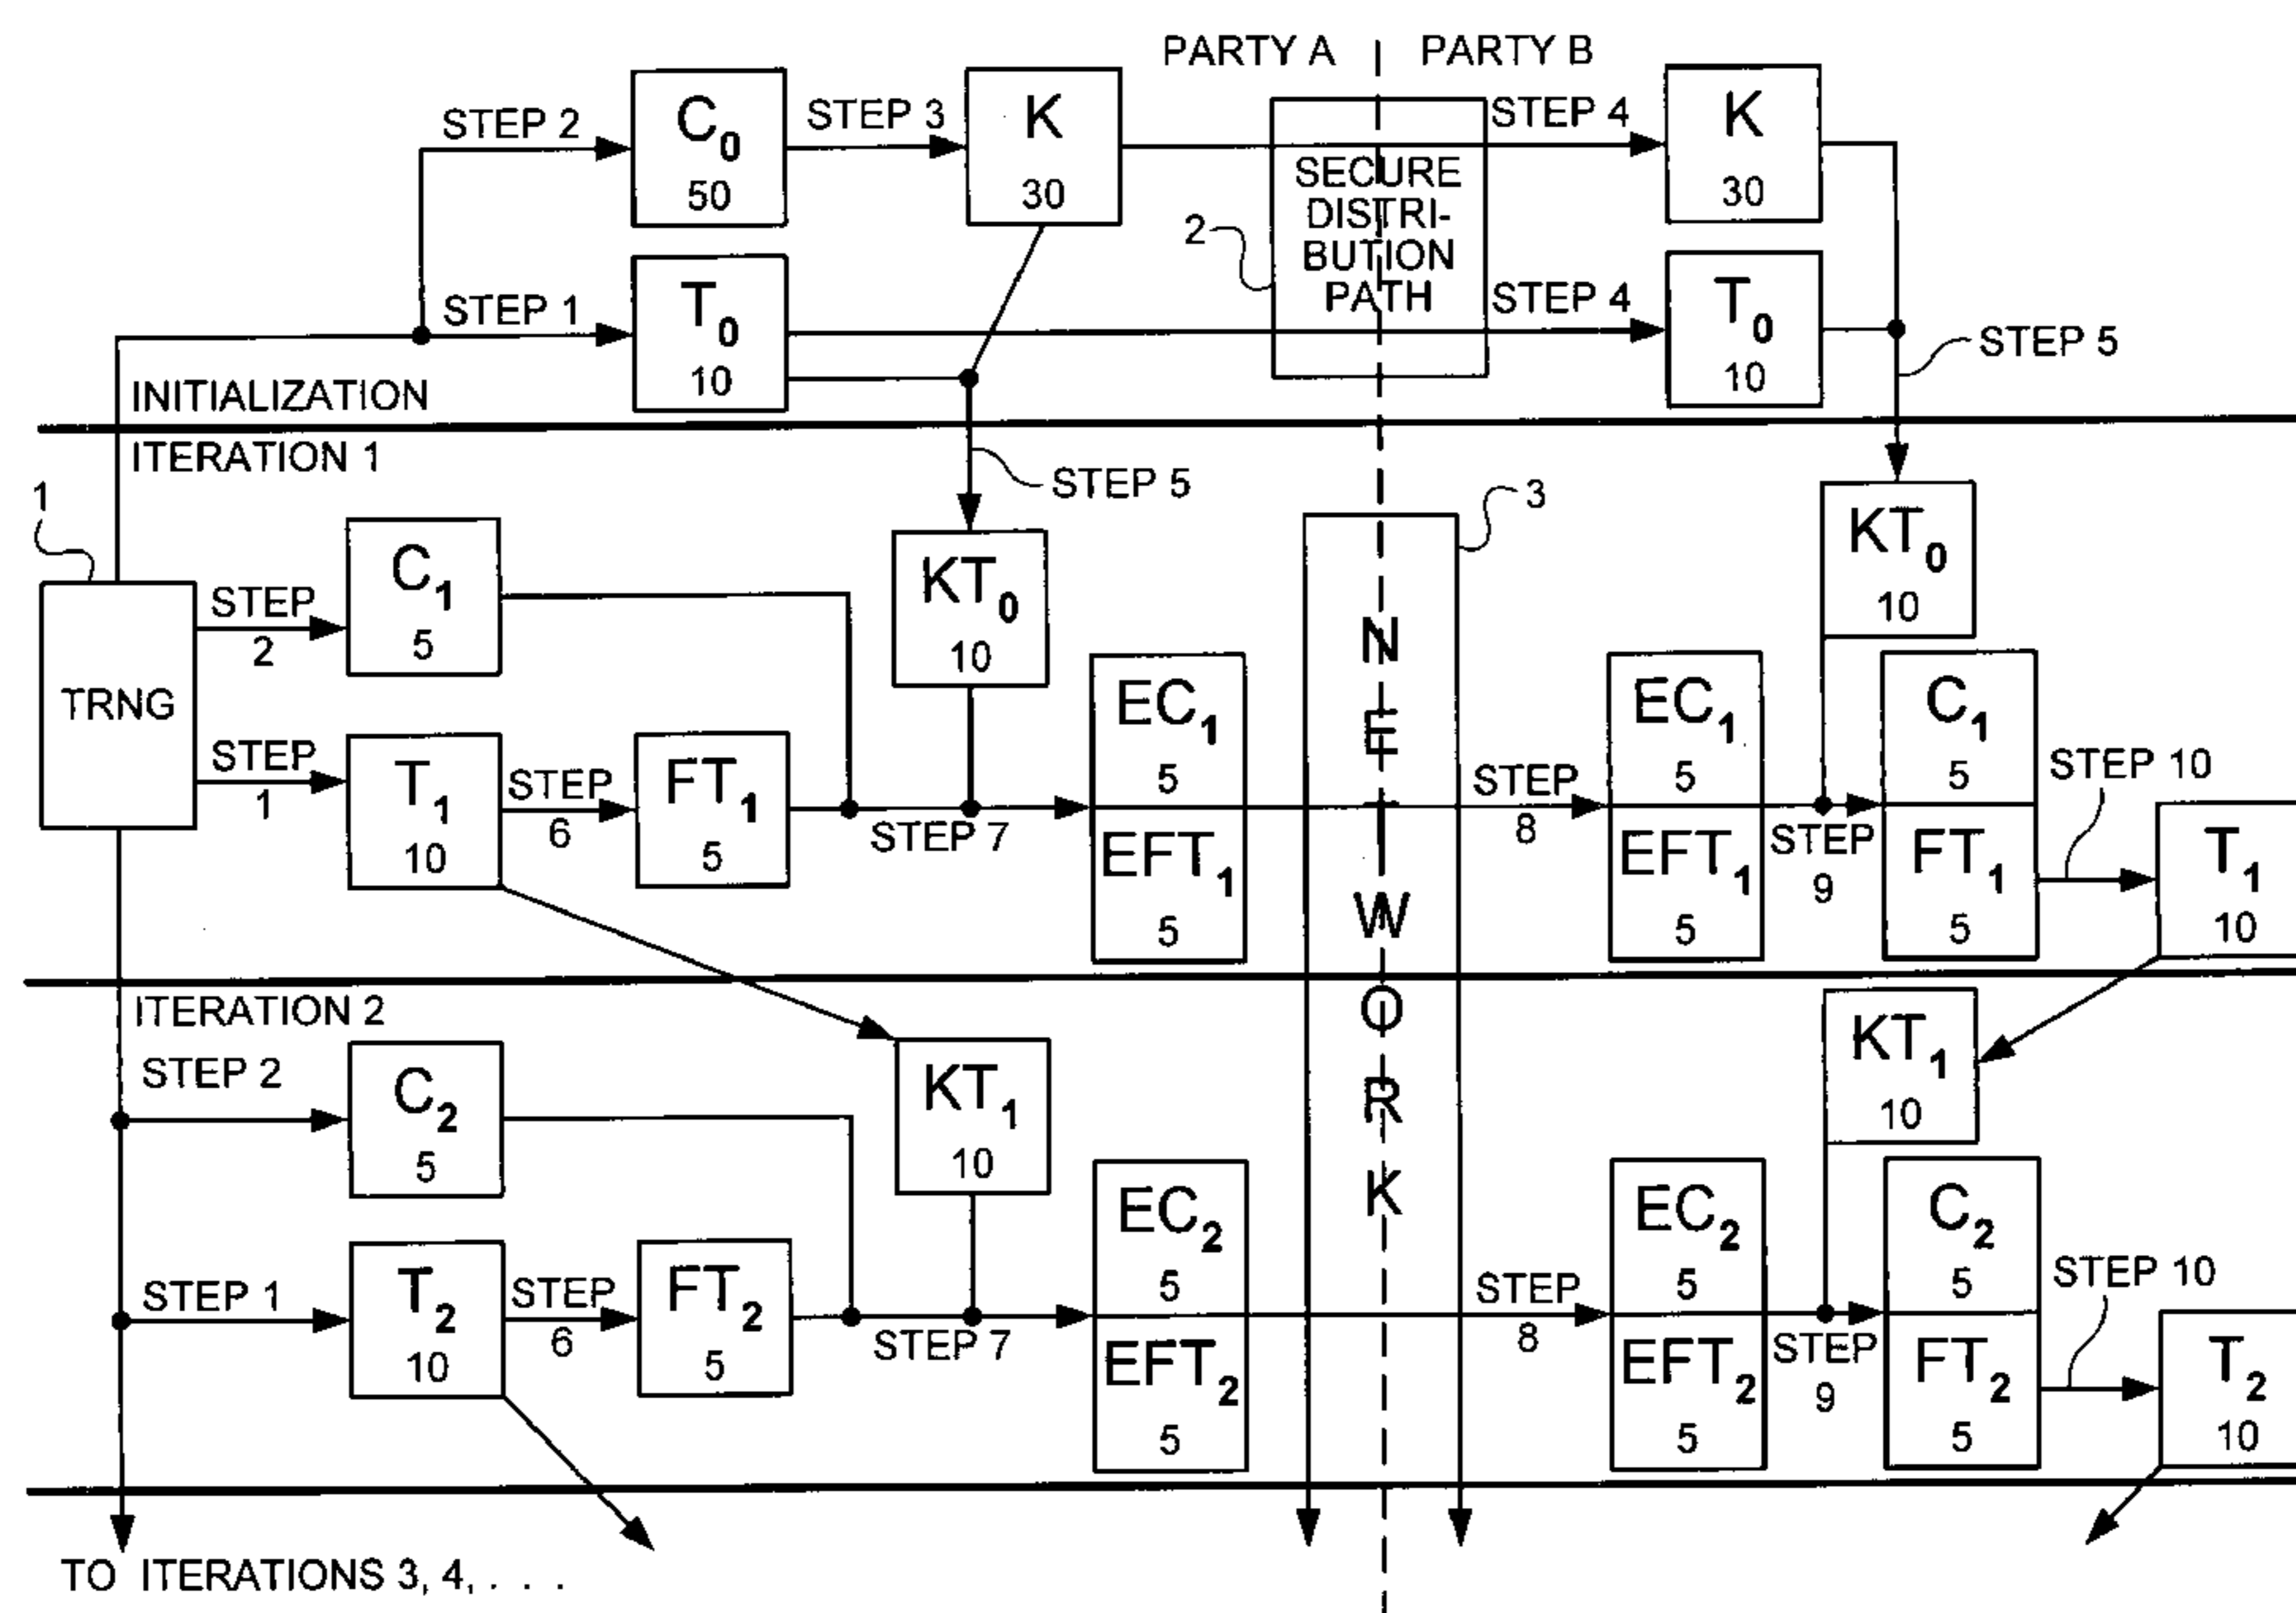 PARTY A PARTY B
STEP 2
C0
50
STEP 3
K
30
SECURE
DISTRI-
BUTION
PATH
2
STEP 4
K
30
STEP 1
T0
10
STEP 4
T0
10
STEP 5
INITIALIZATION
ITERATION 1
1
TRNG
STEP 5
3
STEP
2
C1
5
KT0
10
KT0
10
STEP
1
T1
10
STEP
6
FT1
5
STEP 7
EC1
5
EFT1
5
NETWORK
STEP
8
EC1
5
EFT1
5
STEP
9
C1
5
FT1
5
STEP 10
T1
10
ITERATION 2
STEP 2
C2
5
KT1
10
KT1
10
STEP 1
T2
10
STEP
6
FT2
5
STEP 7
EC2
5
EFT2
5
STEP
8
EC2
5
EFT2
5
STEP
9
C2
5
FT2
5
STEP 10
T2
10
TO ITERATIONS 3, 4, . . .